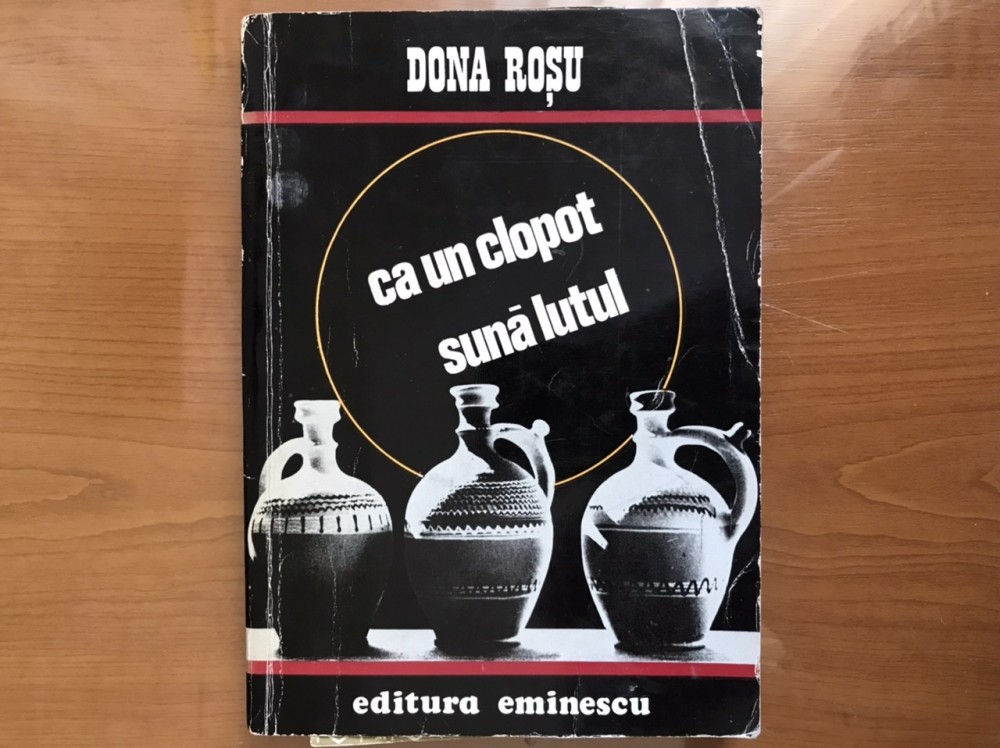 DONA ROȘU
ca un clopot
sună lutul
editura eminescu